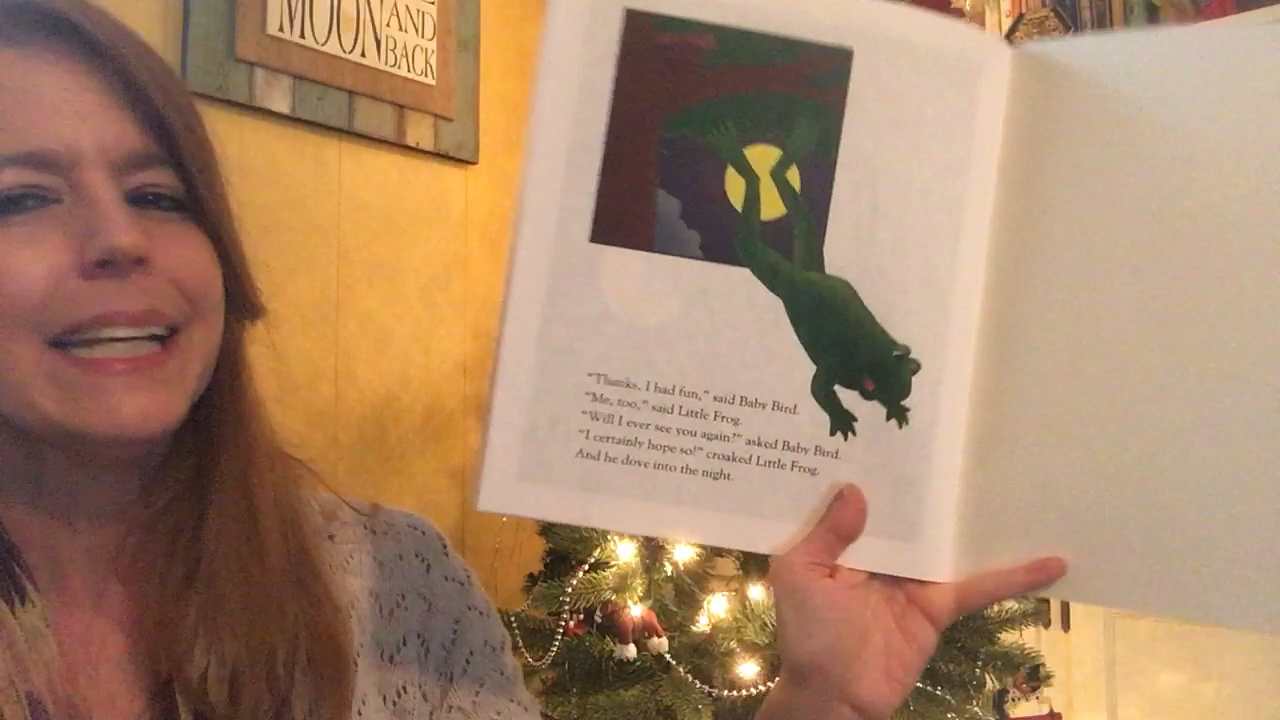 MOON AND
BACK
"Thanks, I had fun," said Baby Bird.
"Me, too," said Little Frog.
"Will I ever see you again?" asked Baby Bird.
"I certainly hope so!" croaked Little Frog.
And he dove into the night.